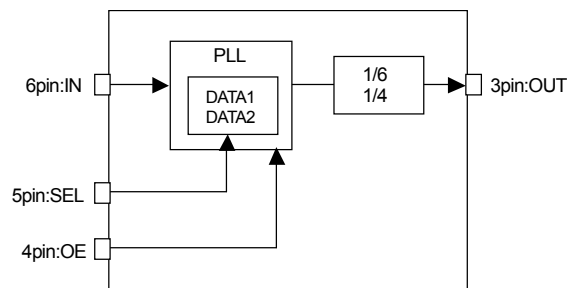 PLL
6pin:IN
DATA1
DATA2
1/6
1/4
3pin:OUT
5pin:SEL
4pin:OE